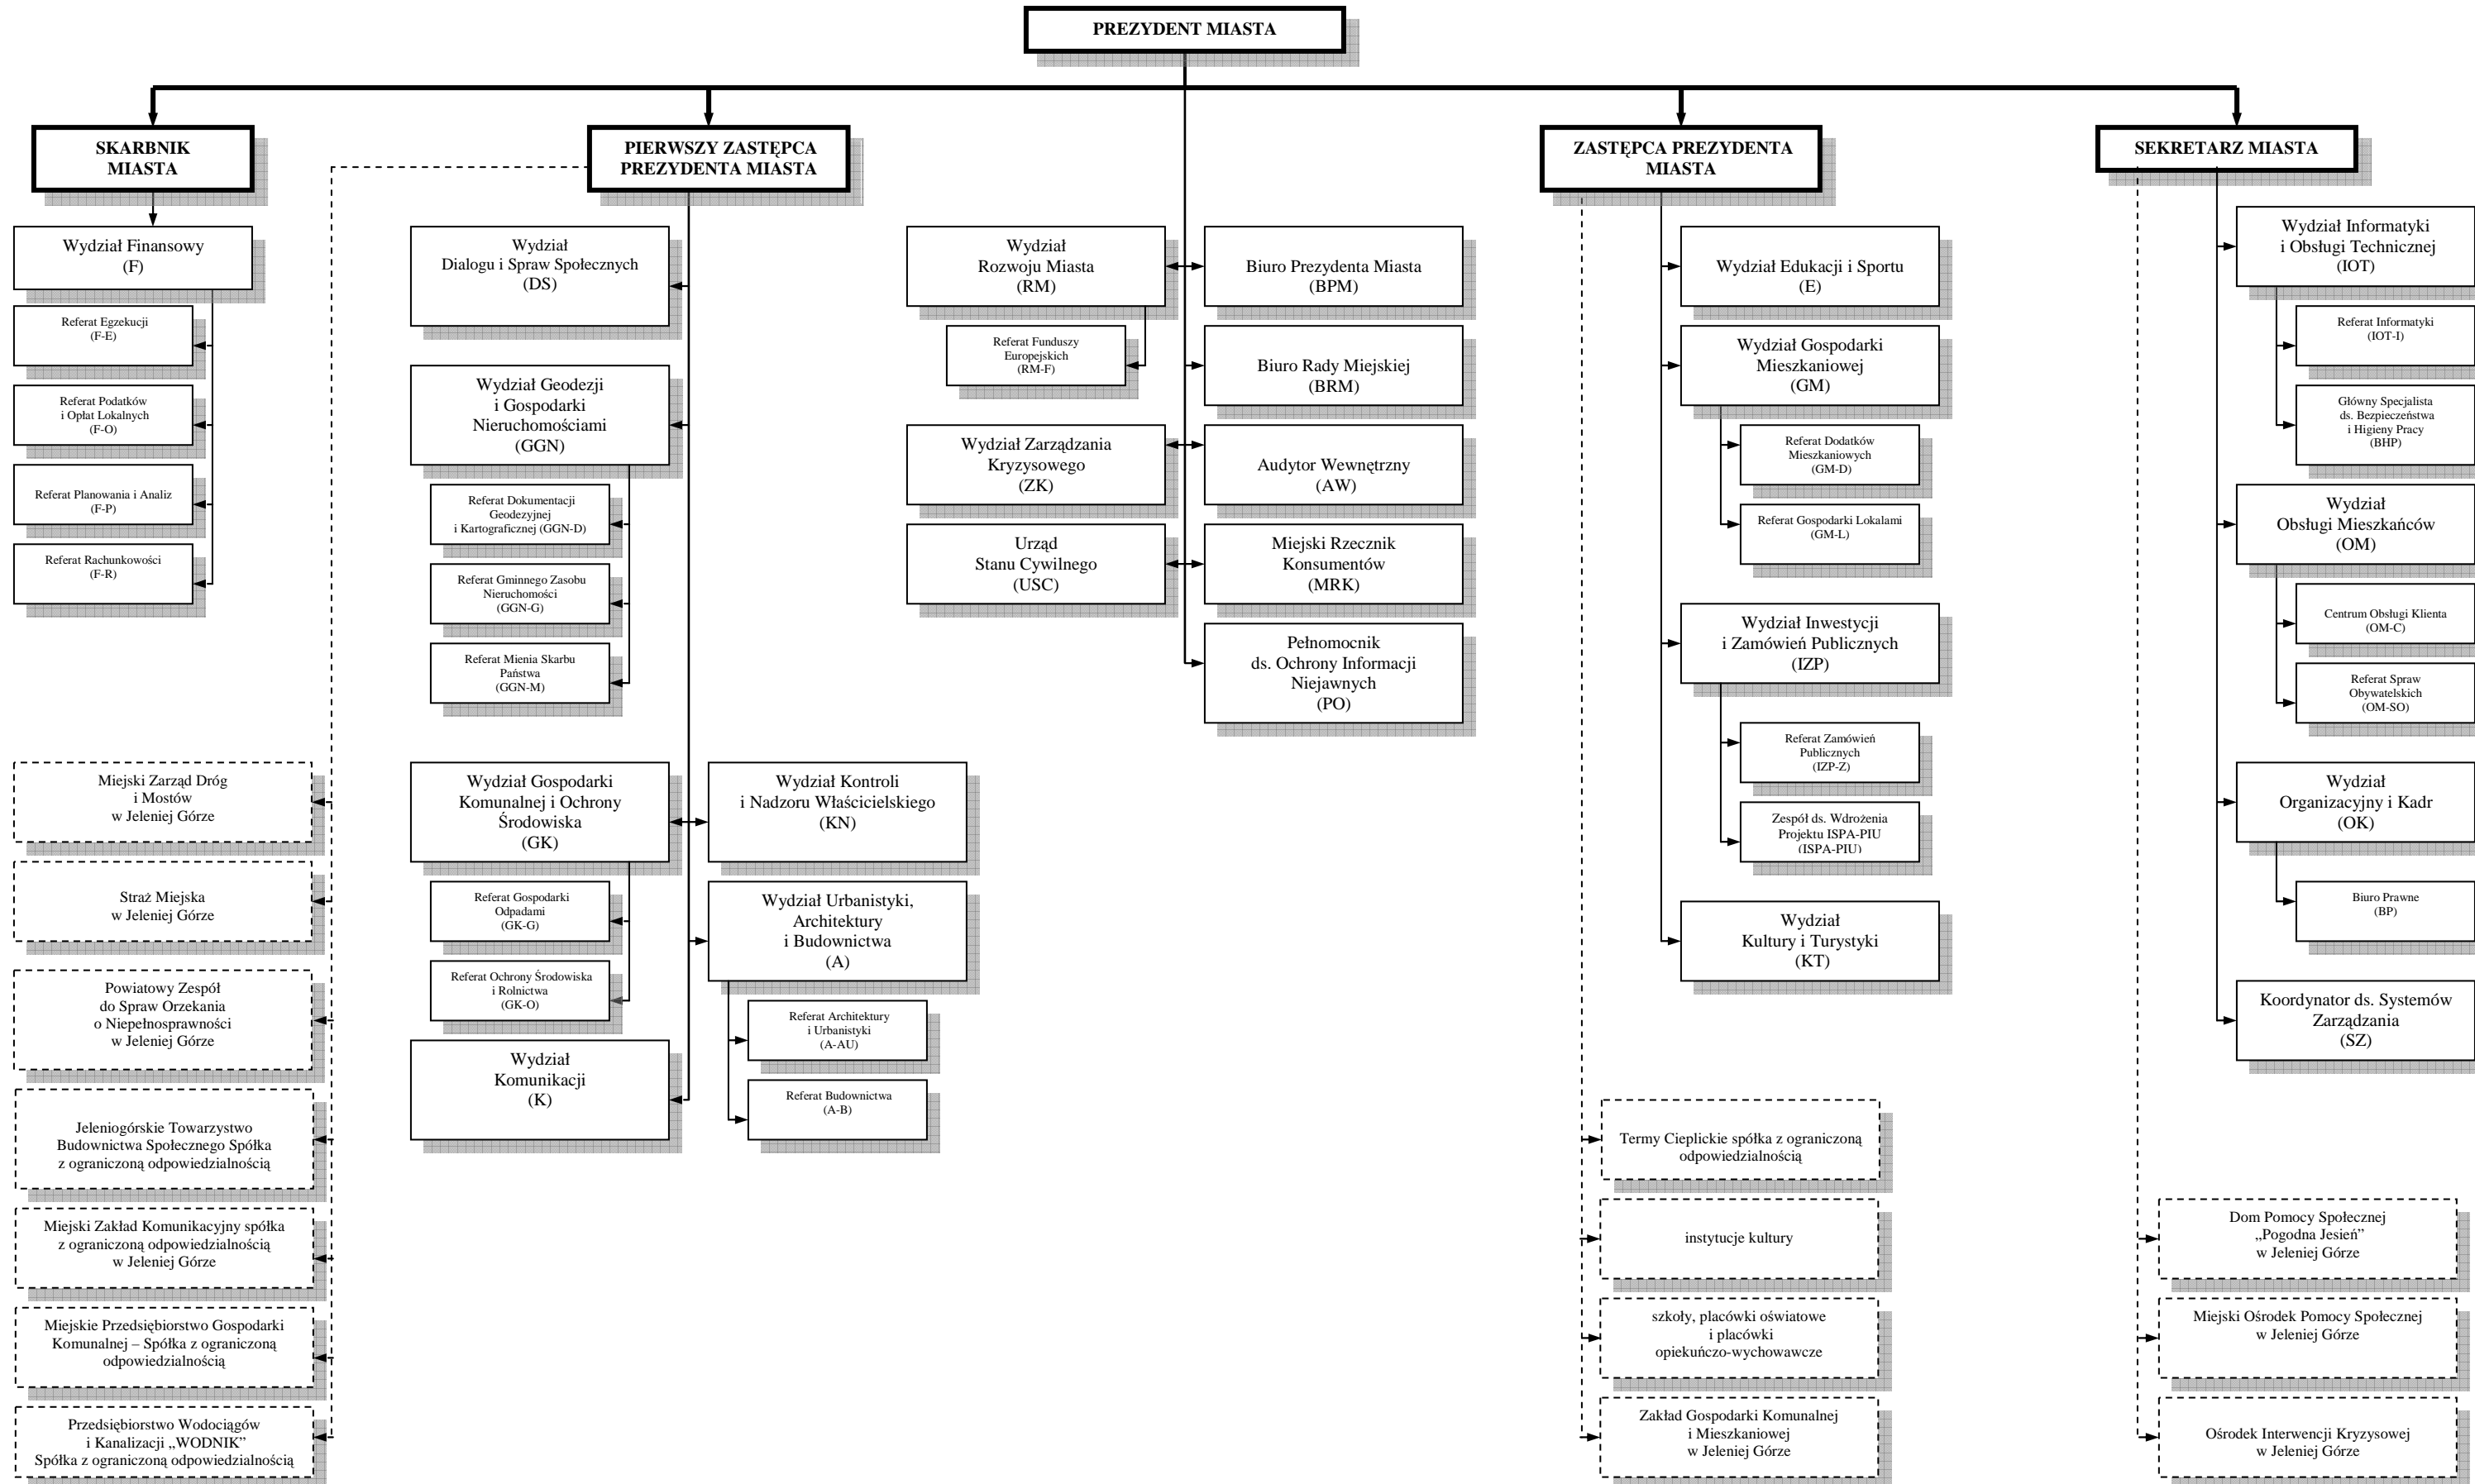 PREZYDENT MIASTA
SKARBNIK
MIASTA
Wydział Finansowy
(F)
Referat Egzekucji
(F-E)
Referat Podatków
i Opłat Lokalnych
(F-O)
Referat Planowania i Analiz
(F-P)
Referat Rachunkowości
(F-R)
PIERWSZY ZASTĘPCA
PREZYDENTA MIASTA
Wydział
Dialogu i Spraw Społecznych
(DS)
Wydział Geodezji
i Gospodarki
Nieruchomościami
(GGN)
Referat Dokumentacji
Geodezyjnej
i Kartograficznej (GGN-D)
Referat Gminnego Zasobu
Nieruchomości
(GGN-G)
Referat Mienia Skarbu
Państwa
(GGN-M)
Wydział Gospodarki
Komunalnej i Ochrony
Środowiska
(GK)
Referat Gospodarki
Odpadami
(GK-G)
Referat Ochrony Środowiska
i Rolnictwa
(GK-O)
Wydział
Komunikacji
(K)
Wydział Kontroli
i Nadzoru Właścicielskiego
(KN)
Wydział Urbanistyki,
Architektury
i Budownictwa
(A)
Referat Architektury
i Urbanistyki
(A-AU)
Referat Budownictwa
(A-B)
Miejski Zarząd Dróg
i Mostów
w Jeleniej Górze
Straż Miejska
w Jeleniej Górze
Powiatowy Zespół
do Spraw Orzekania
o Niepełnosprawności
w Jeleniej Górze
Jeleniogórskie Towarzystwo
Budownictwa Społecznego Spółka
z ograniczoną odpowiedzialnością
Miejski Zakład Komunikacyjny spółka
z ograniczoną odpowiedzialnością
w Jeleniej Górze
Miejskie Przedsiębiorstwo Gospodarki
Komunalnej – Spółka z ograniczoną
odpowiedzialnością
Przedsiębiorstwo Wodociągów
i Kanalizacji „WODNIK”
Spółka z ograniczoną odpowiedzialnością
Wydział
Rozwoju Miasta
(RM)
Referat Funduszy
Europejskich
(RM-F)
Wydział Zarządzania
Kryzysowego
(ZK)
Urząd
Stanu Cywilnego
(USC)
Biuro Prezydenta Miasta
(BPM)
Biuro Rady Miejskiej
(BRM)
Audytor Wewnętrzny
(AW)
Miejski Rzecznik
Konsumentów
(MRK)
Pełnomocnik
ds. Ochrony Informacji
Niejawnych
(PO)
ZASTĘPCA PREZYDENTA
MIASTA
Wydział Edukacji i Sportu
(E)
Wydział Gospodarki
Mieszkaniowej
(GM)
Referat Dodatków
Mieszkaniowych
(GM-D)
Referat Gospodarki Lokalami
(GM-L)
Wydział Inwestycji
i Zamówień Publicznych
(IZP)
Referat Zamówień
Publicznych
(IZP-Z)
Zespół ds. Wdrożenia
Projektu ISPA-PIU
(ISPA-PIU)
Wydział
Kultury i Turystyki
(KT)
Termy Cieplickie spółka z ograniczoną
odpowiedzialnością
instytucje kultury
szkoły, placówki oświatowe
i placówki
opiekuńczo-wychowawcze
Zakład Gospodarki Komunalnej
i Mieszkaniowej
w Jeleniej Górze
SEKRETARZ MIASTA
Wydział Informatyki
i Obsługi Technicznej
(IOT)
Referat Informatyki
(IOT-I)
Główny Specjalista
ds. Bezpieczeństwa
i Higieny Pracy
(BHP)
Wydział
Obsługi Mieszkańców
(OM)
Centrum Obsługi Klienta
(OM-C)
Referat Spraw
Obywatelskich
(OM-SO)
Wydział
Organizacyjny i Kadr
(OK)
Biuro Prawne
(BP)
Koordynator ds. Systemów
Zarządzania
(SZ)
Dom Pomocy Społecznej
„Pogodna Jesień”
w Jeleniej Górze
Miejski Ośrodek Pomocy Społecznej
w Jeleniej Górze
Ośrodek Interwencji Kryzysowej
w Jeleniej Górze